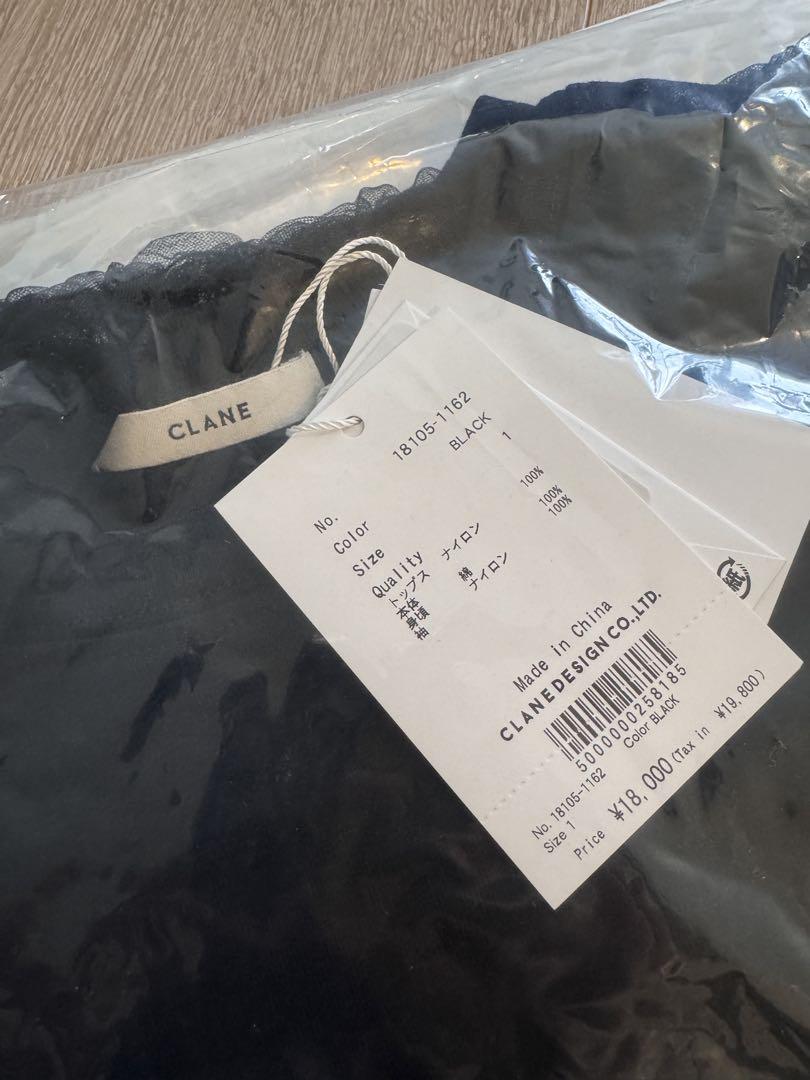 CLANE
No. 18105-1162
Color BLACK
Size 1
Quality
トップス ナイロン 100%
本体
身頃 綿 100%
袖 ナイロン 100%
Made in China
CLANE DESIGN CO.,LTD.
5000000258185
No. 18105-1162 Color BLACK
Size 1
Price ¥18,000 (Tax in ¥19,800)
紙